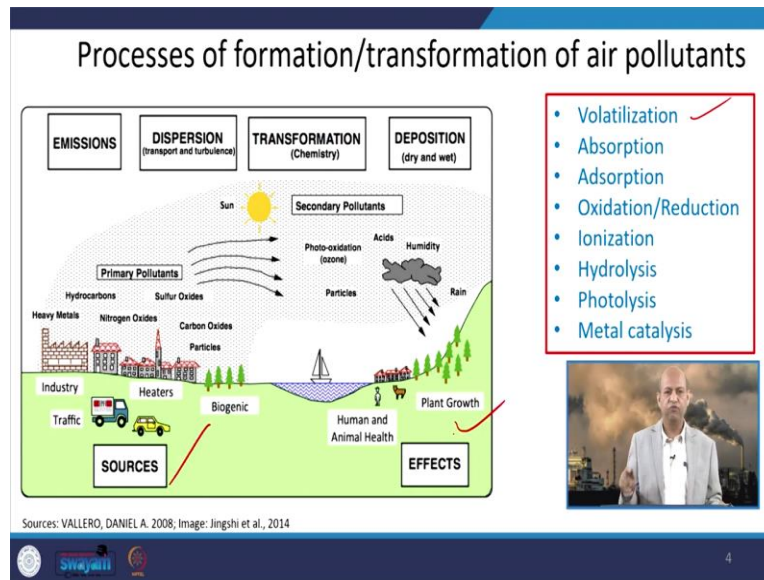 Processes of formation/transformation of air pollutants
EMISSIONS
DISPERSION
(transport and turbulence)
TRANSFORMATION
(Chemistry)
DEPOSITION
(dry and wet)
Sun
Secondary Pollutants
Photo-oxidation
(ozone)
Acids
Humidity
Primary Pollutants
Particles
Rain
Hydrocarbons
Sulfur Oxides
Heavy Metals
Nitrogen Oxides
Carbon Oxides
Particles
Industry
Heaters
Biogenic
Traffic
Human and
Animal Health
Plant Growth
SOURCES
EFFECTS
• Volatilization
• Absorption
• Adsorption
• Oxidation/Reduction
• Ionization
• Hydrolysis
• Photolysis
• Metal catalysis
Sources: VALLERO, DANIEL A. 2008; Image: Jingshi et al., 2014
swayam
4